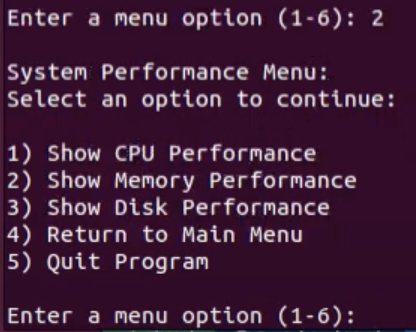 Enter a menu option (1-6): 2
System Performance Menu:
Select an option to continue:
1) Show CPU Performance
2) Show Memory Performance
3) Show Disk Performance
4) Return to Main Menu
5) Quit Program
Enter a menu option (1-6):